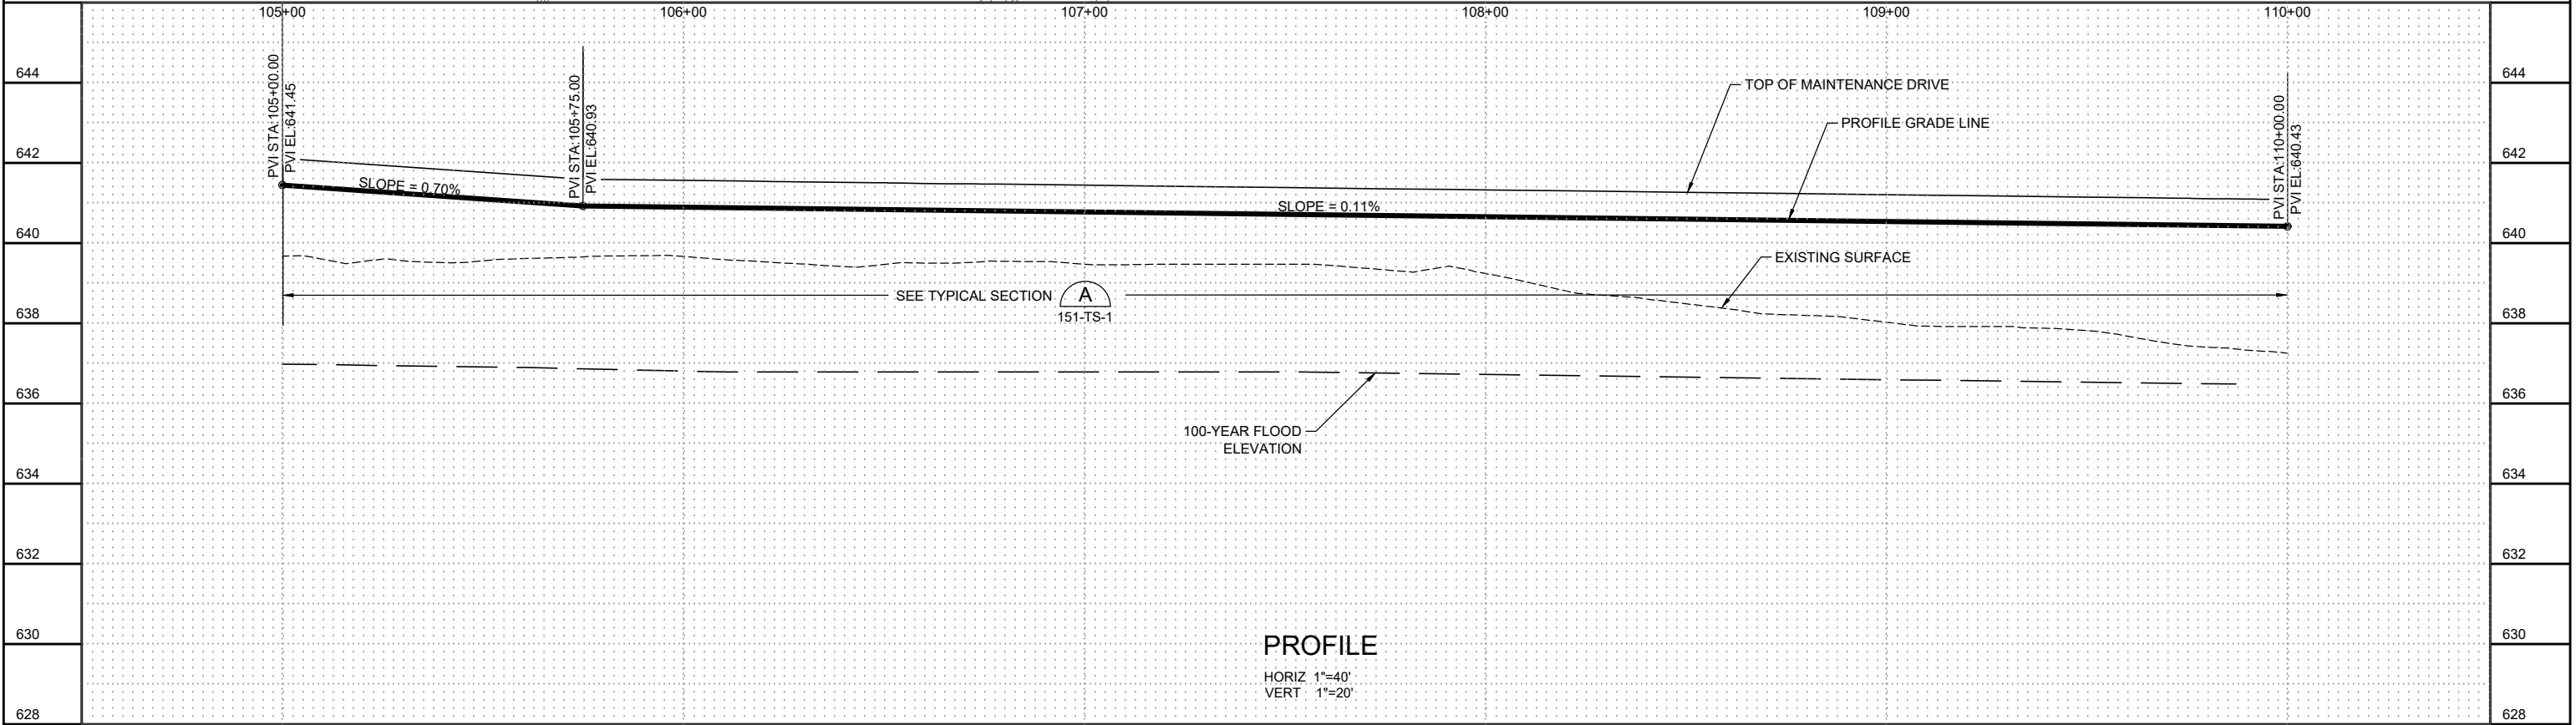 105+00
106+00
107+00
108+00
109+00
110+00
PVI STA:105+00.00
PVI EL:641.45
PVI STA:105+75.00
PVI EL:640.93
PVI STA:110+00.00
PVI EL:640.43
644
644
TOP OF MAINTENANCE DRIVE
PROFILE GRADE LINE
642
642
SLOPE = 0.70%
SLOPE = 0.11%
640
640
EXISTING SURFACE
SEE TYPICAL SECTION
A
151-TS-1
638
638
636
636
100-YEAR FLOOD
ELEVATION
634
634
632
632
630
630
PROFILE
HORIZ 1"=40'
VERT 1"=20'
628
628